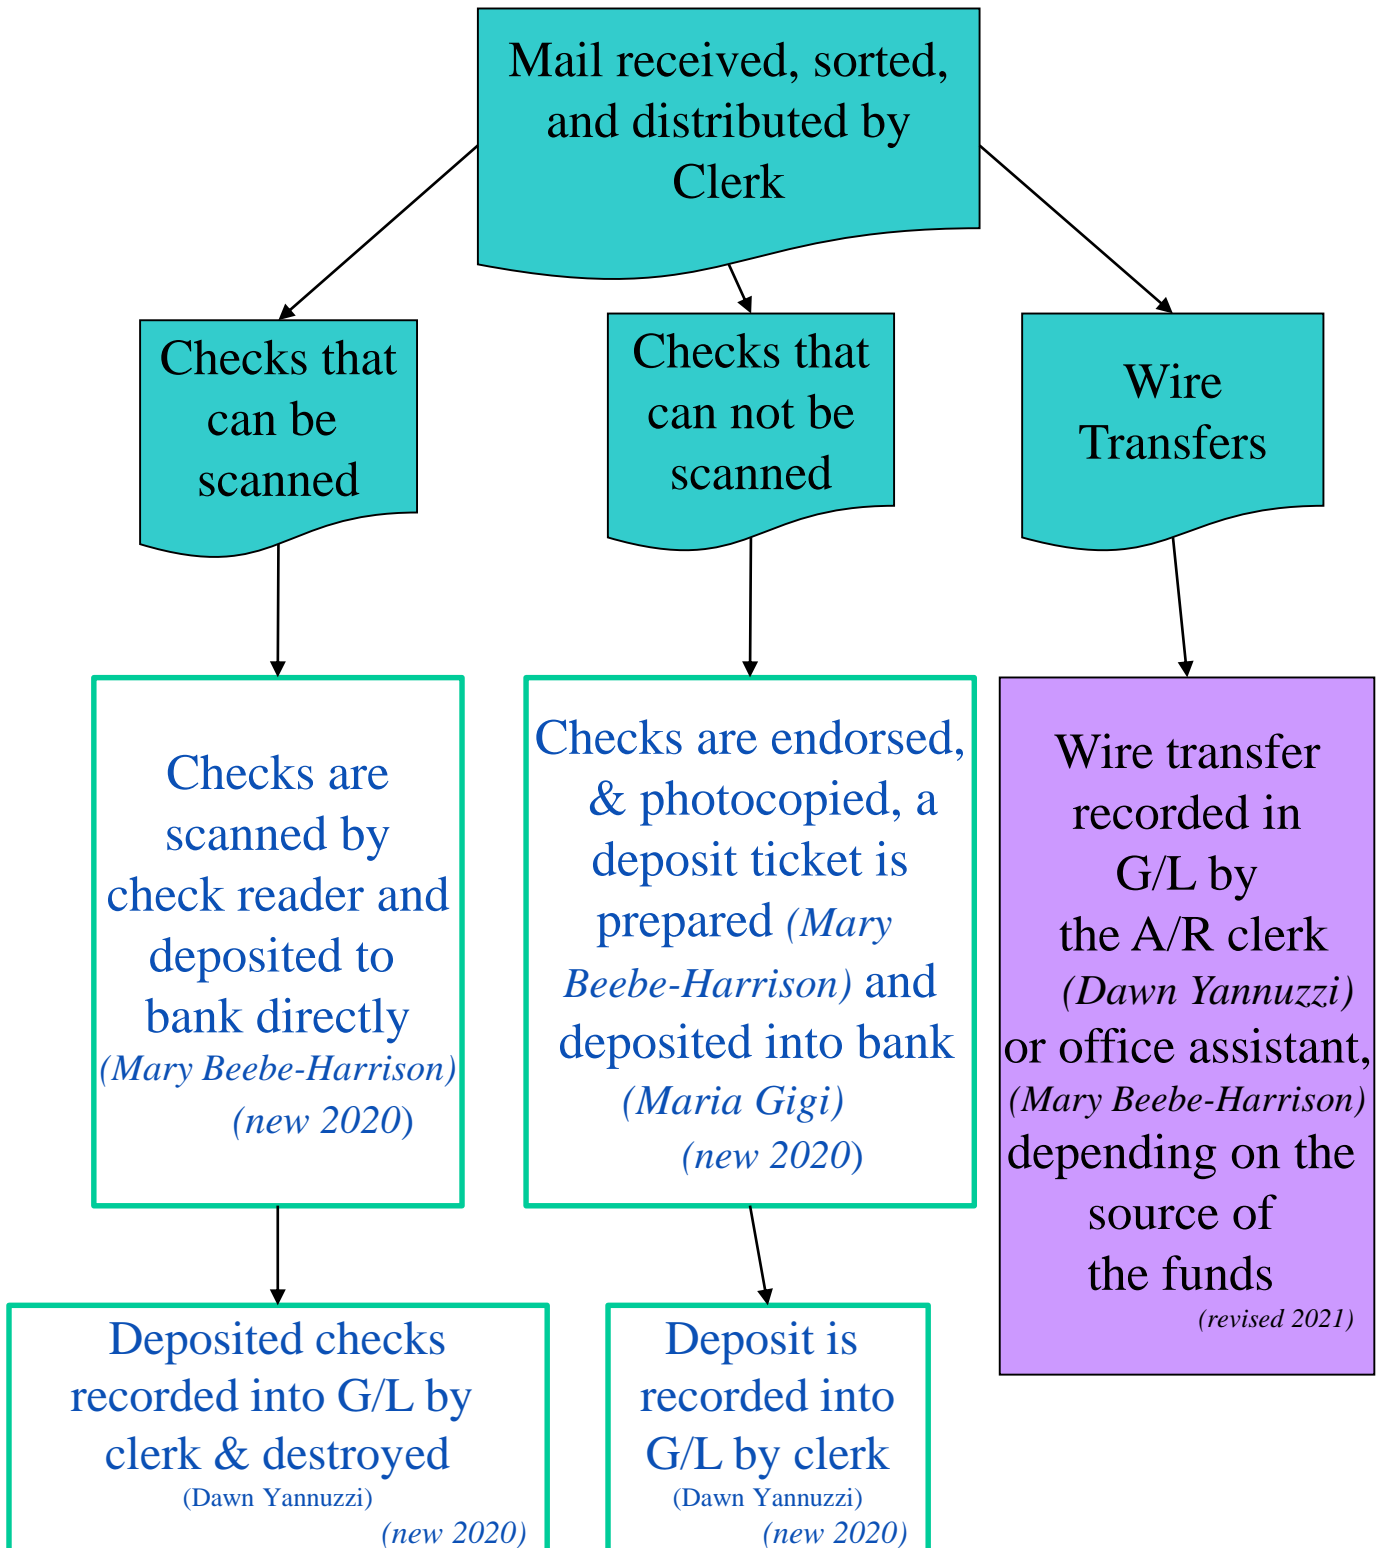 Mail received, sorted,
and distributed by
Clerk
Checks that
can be
scanned
Checks that
can not be
scanned
Wire
Transfers
Checks are
scanned by
check reader and
deposited to
bank directly
(Mary Beebe-Harrison)
(new 2020)
Checks are endorsed,
& photocopied, a
deposit ticket is
prepared (Mary
Beebe-Harrison) and
deposited into bank
(Maria Gigi)
(new 2020)
Wire transfer
recorded in
G/L by
the A/R clerk
(Dawn Yannuzzi)
or office assistant,
(Mary Beebe-Harrison)
depending on the
source of
the funds
(revised 2021)
Deposited checks
recorded into G/L by
clerk & destroyed
(Dawn Yannuzzi)
(new 2020)
Deposit is
recorded into
G/L by clerk
(Dawn Yannuzzi)
(new 2020)